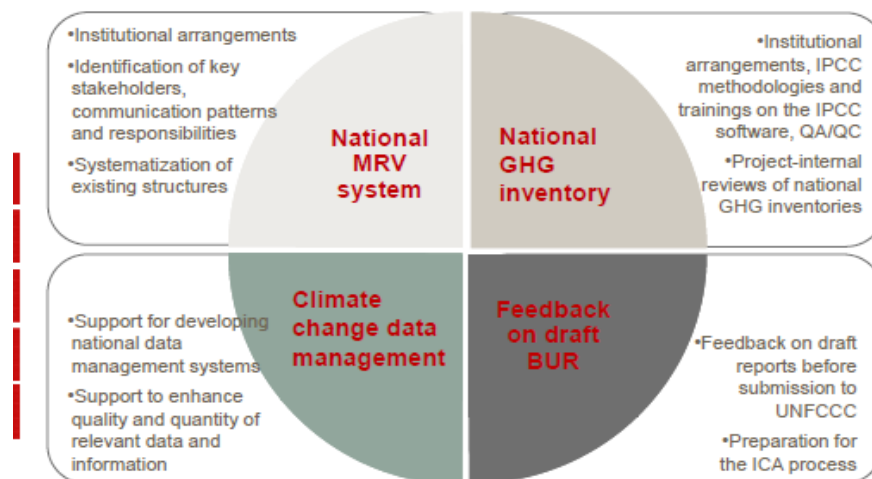 •Institutional arrangements
•Identification of key
stakeholders,
communication patterns
and responsibilities
•Systematization of
existing structures
National
MRV
system
National
GHG
inventory
•Institutional
arrangements, IPCC
methodologies and
trainings on the IPCC
software, QA/QC
•Project-internal
reviews of national
GHG inventories
•Support for developing
national data
management systems
•Support to enhance
quality and quantity of
relevant data and
information
Climate
change data
management
Feedback
on draft
BUR
•Feedback on draft
reports before
submission to
UNFCCC
•Preparation for
the ICA process